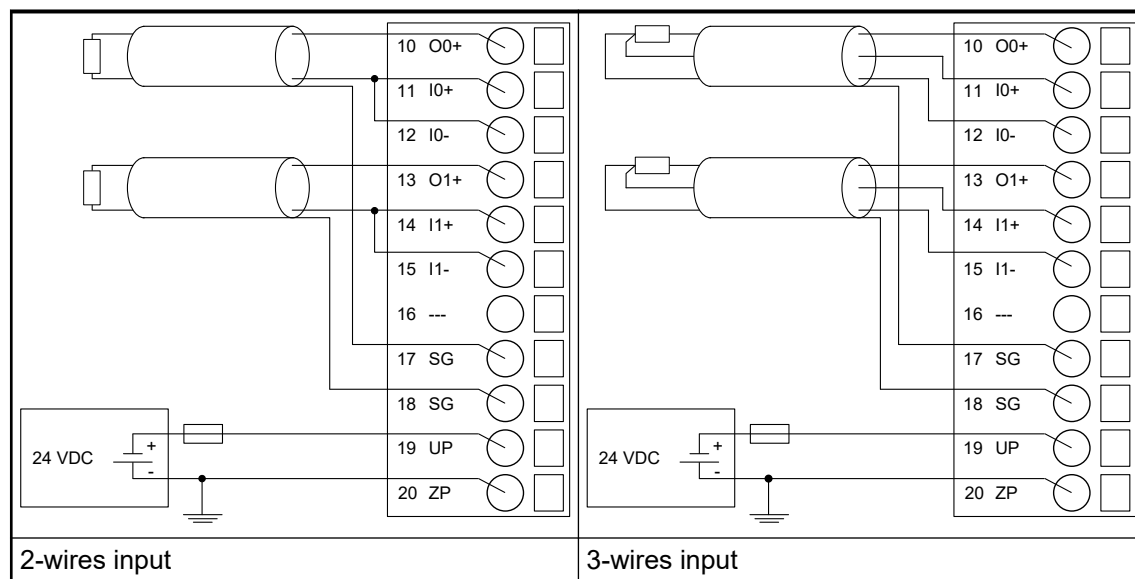 10 O0+
11 I0+
12 I0-
13 O1+
14 I1+
15 I1-
16 ---
17 SG
18 SG
19 UP
20 ZP
24 VDC
+
-
2-wires input
10 O0+
11 I0+
12 I0-
13 O1+
14 I1+
15 I1-
16 ---
17 SG
18 SG
19 UP
20 ZP
24 VDC
+
-
3-wires input